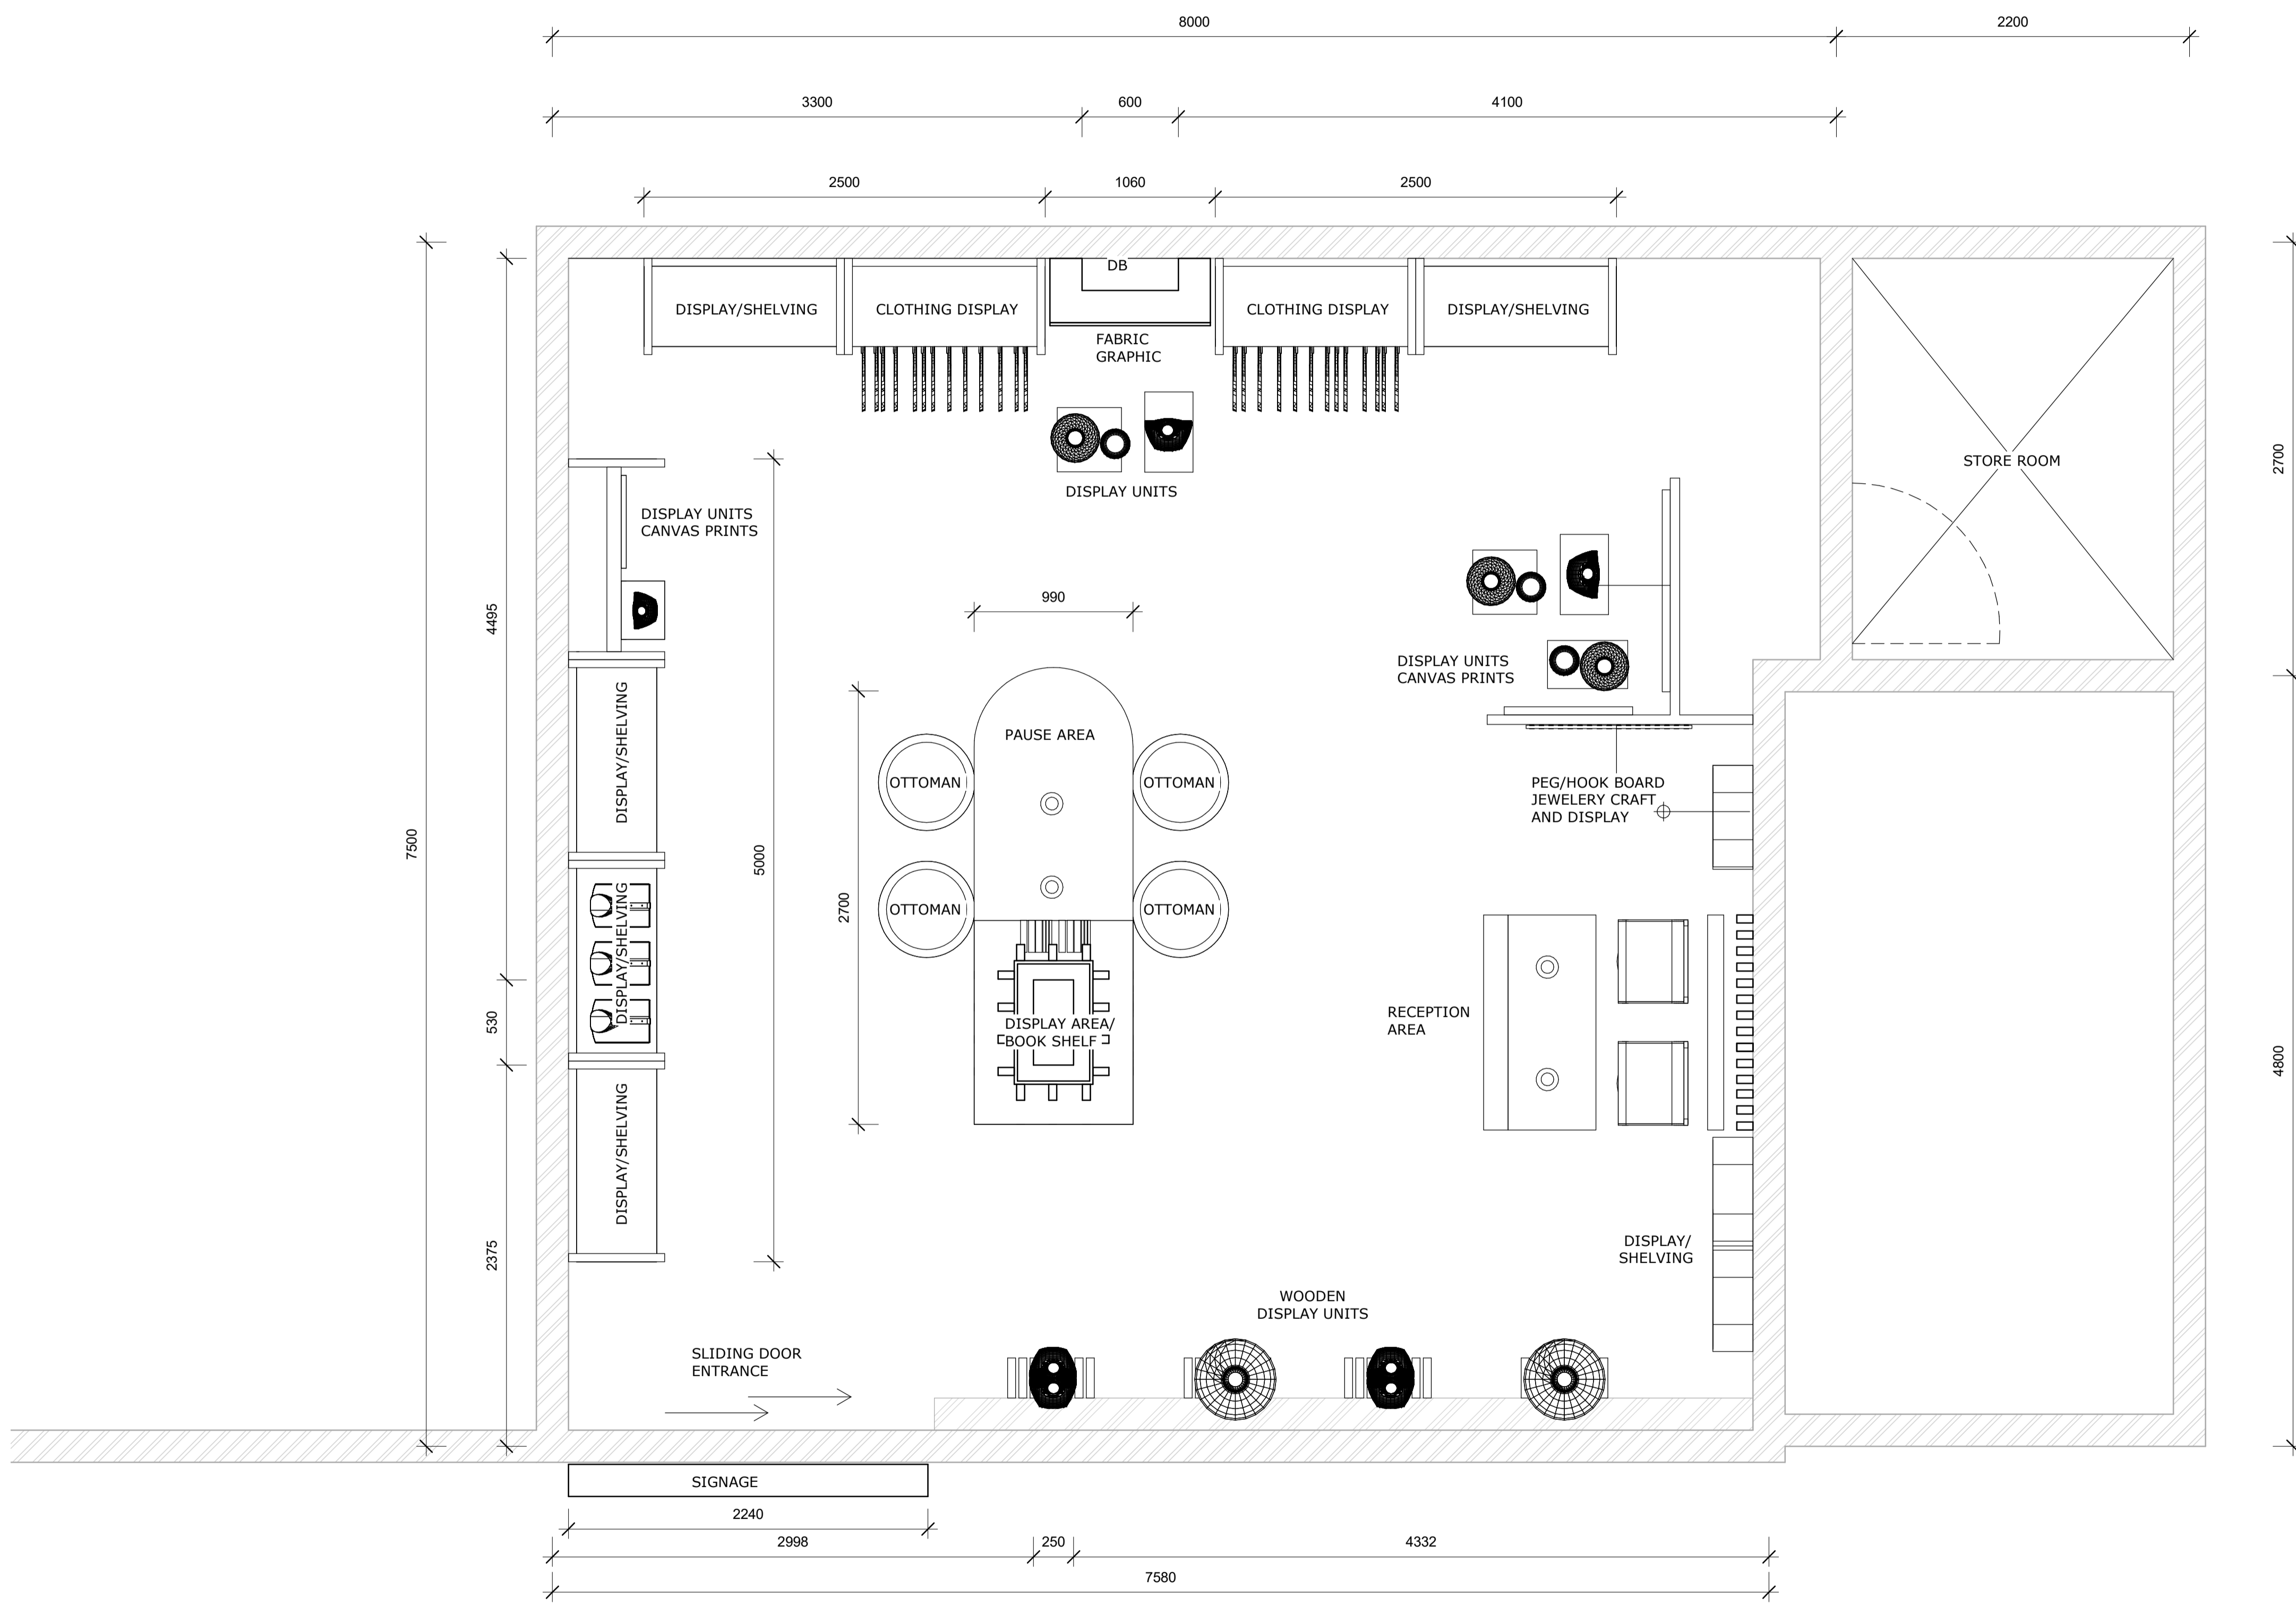 8000
2200
3300
600
4100
2500
1060
2500
DB
DISPLAY/SHELVING
CLOTHING DISPLAY
CLOTHING DISPLAY
DISPLAY/SHELVING
FABRIC
GRAPHIC
STORE ROOM
2700
DISPLAY UNITS
DISPLAY UNITS
CANVAS PRINTS
4495
990
DISPLAY UNITS
CANVAS PRINTS
DISPLAY/SHELVING
PAUSE AREA
OTTOMAN
OTTOMAN
PEG/HOOK BOARD
JEWELERY CRAFT
AND DISPLAY
7500
5000
2700
OTTOMAN
OTTOMAN
DISPLAY/SHELVING
530
DISPLAY AREA/
BOOK SHELF
RECEPTION
AREA
4800
DISPLAY/SHELVING
23375
DISPLAY/
SHELVING
WOODEN
DISPLAY UNITS
SLIDING DOOR
ENTRANCE
SIGNAGE
2240
2998
250
4332
7580